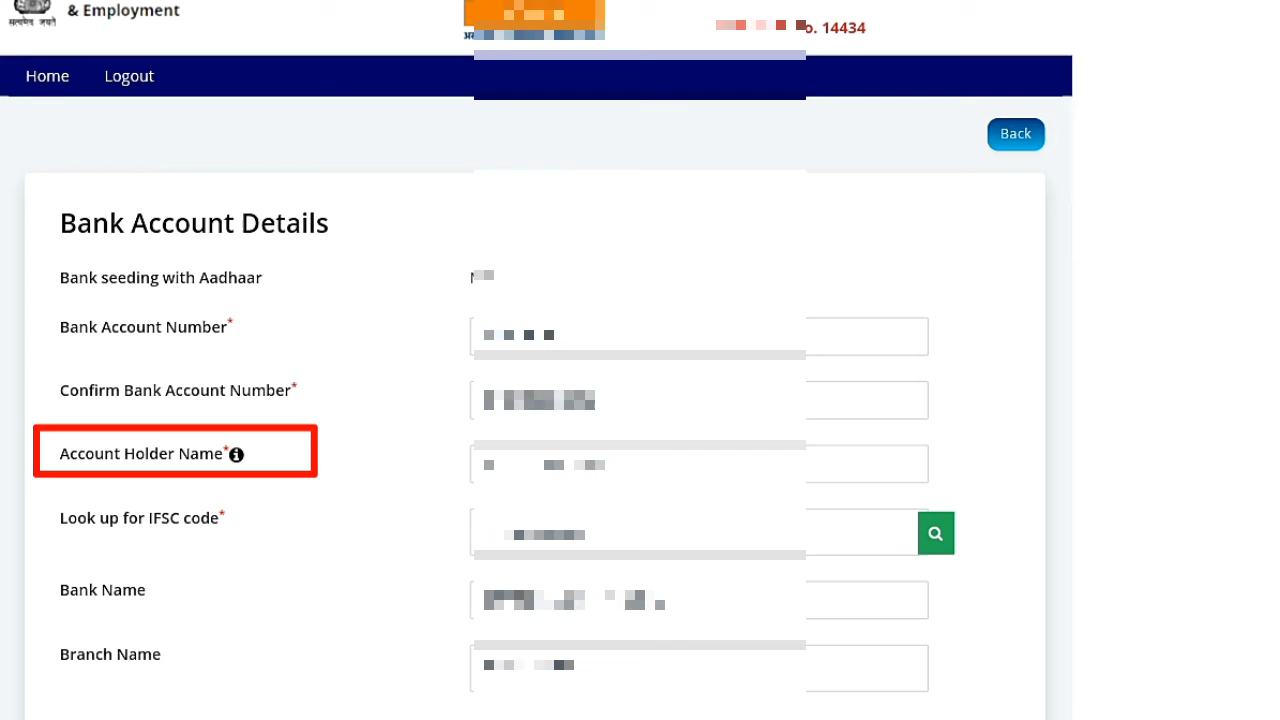 & Employment
सत्यमेव जयते
o. 14434
Home Logout
Back
Bank Account Details
Bank seeding with Aadhaar
Bank Account Number*
Confirm Bank Account Number*
Account Holder Name*
Look up for IFSC code*
Bank Name
Branch Name